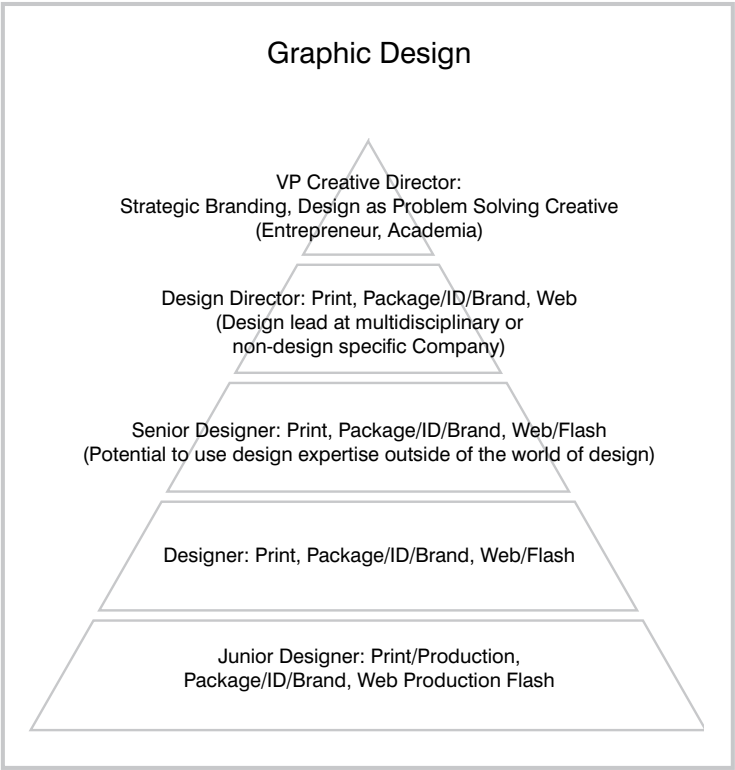 Graphic Design
VP Creative Director:
Strategic Branding, Design as Problem Solving Creative
(Entrepreneur, Academia)
Design Director: Print, Package/ID/Brand, Web
(Design lead at multidisciplinary or
non-design specific Company)
Senior Designer: Print, Package/ID/Brand, Web/Flash
(Potential to use design expertise outside of the world of design)
Designer: Print, Package/ID/Brand, Web/Flash
Junior Designer: Print/Production,
Package/ID/Brand, Web Production Flash